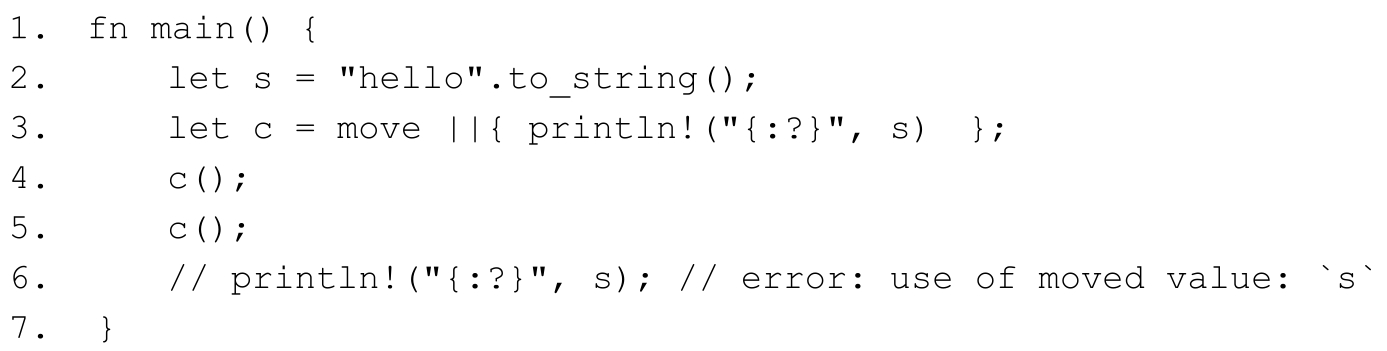 1. fn main() {
2.     let s = "hello".to_string();
3.     let c = move ||{ println!("{:?}", s)  };
4.     c();
5.     c();
6.     // println!("{:?}", s); // error: use of moved value: `s`
7.  }